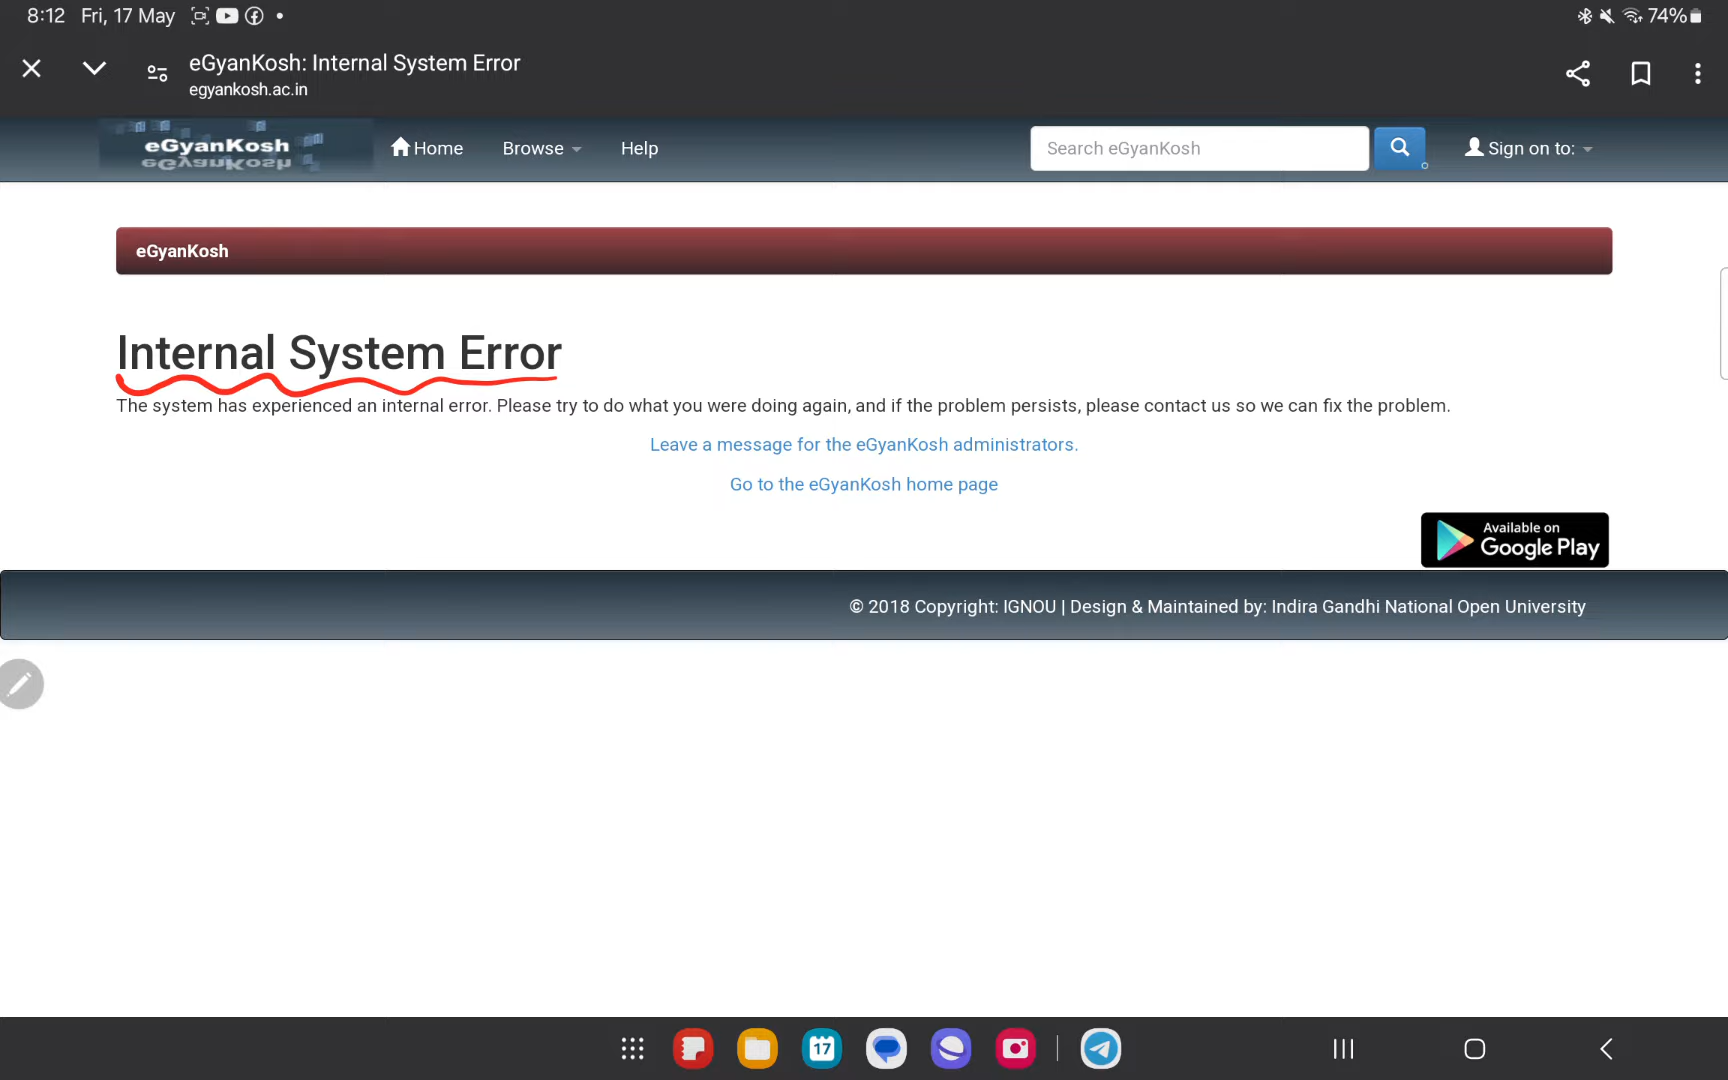 8:12 Fri, 17 May 74%
eGyanKosh: Internal System Error
egyankosh.ac.in
eGyanKosh Home Browse Help Search eGyanKosh Sign on to:
eGyanKosh
Internal System Error
The system has experienced an internal error. Please try to do what you were doing again, and if the problem persists, please contact us so we can fix the problem.
Leave a message for the eGyanKosh administrators.
Go to the eGyanKosh home page
Available on
Google Play
© 2018 Copyright: IGNOU | Design & Maintained by: Indira Gandhi National Open University
17